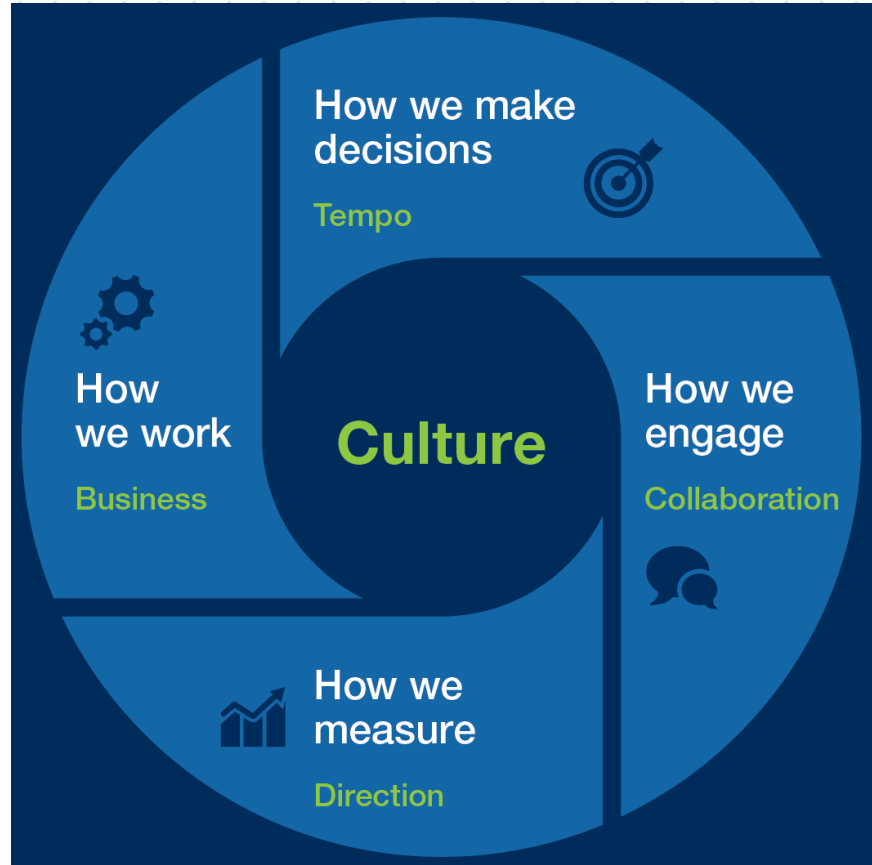 How we make
decisions
Tempo
How we
engage
Collaboration
How we
measure
Direction
How
we work
Business
Culture